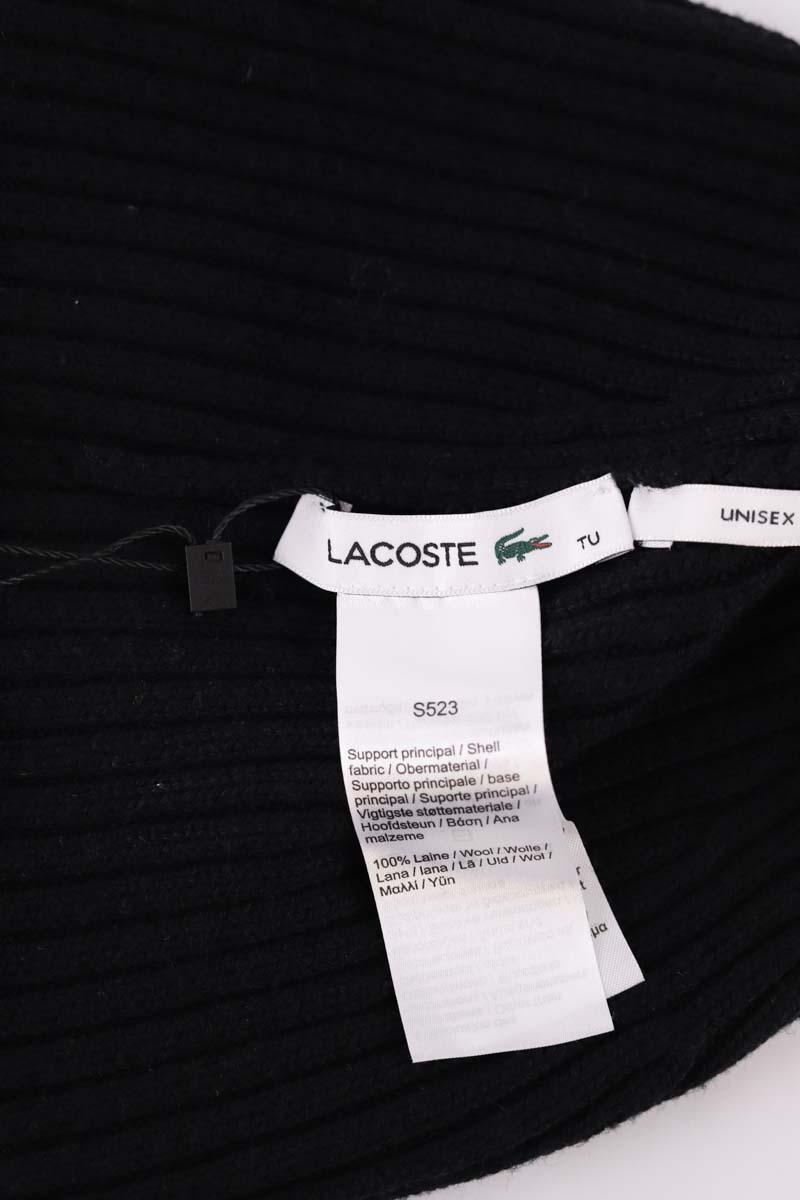 LACOSTE TU
UNISEX
S523
Support principal / Shell
fabric / Obermaterial /
Supporto principale / base
principal / Suporte principal /
Vigtigste støttemateriale /
Hoofdsteun / Βάση / Ana
malzeme
100% Laine / Wool / Wolle /
Lana / lana / Lã / Uld / Wol /
Μαλλί / Yün